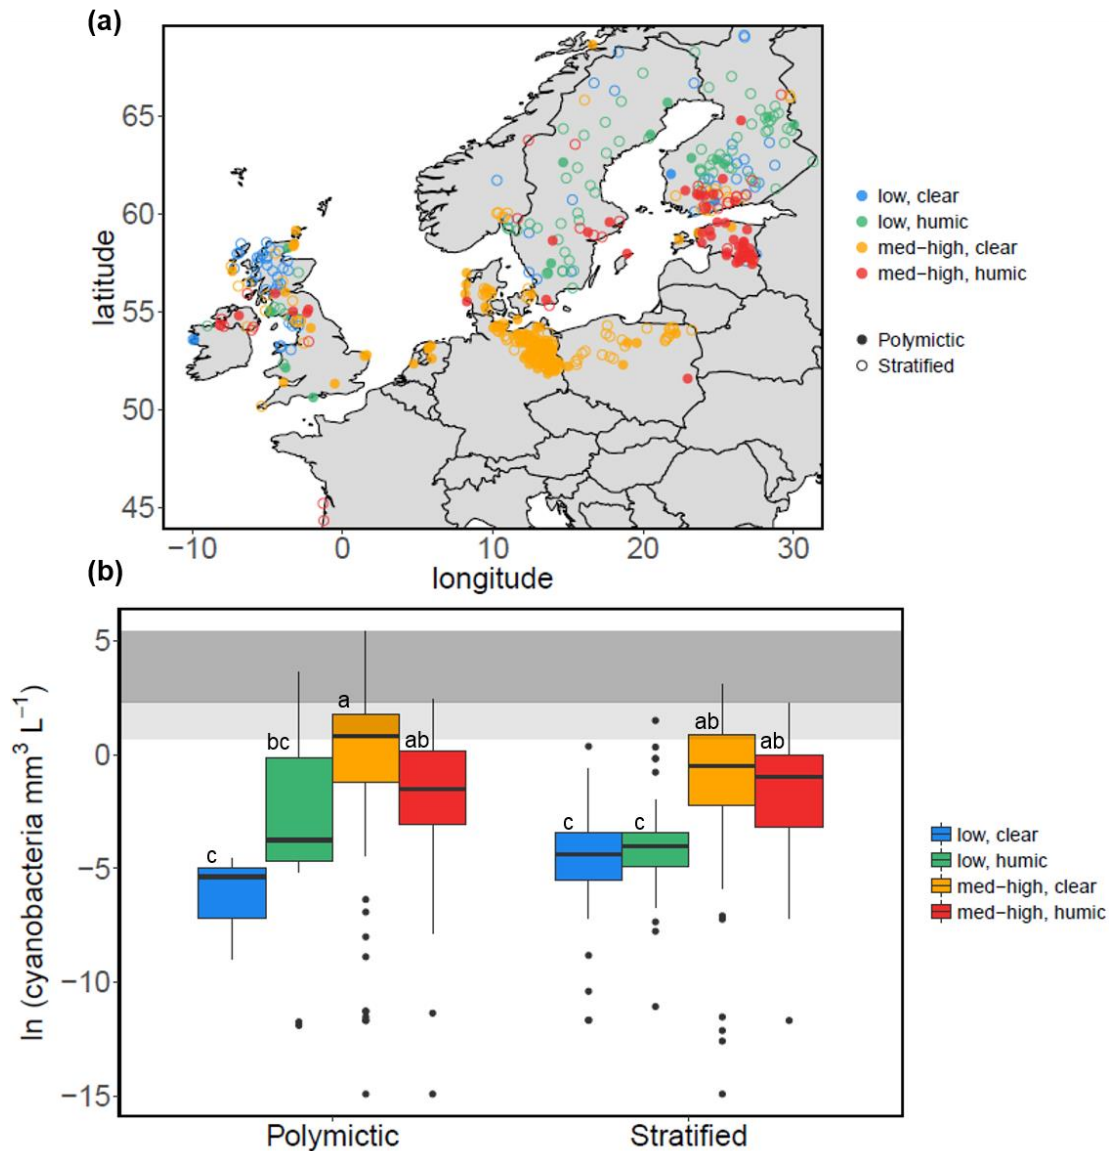 (a)
latitude
65
60
55
50
45
−10 0 10 20 30
longitude
low, clear
low, humic
med−high, clear
med−high, humic
Polymictic
Stratified
(b)
ln (cyanobacteria mm³ L⁻¹)
5
0
−5
−10
−15
c bc a ab c c ab ab
Polymictic Stratified
low, clear
low, humic
med−high, clear
med−high, humic